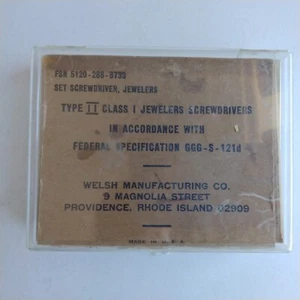 FSN 5120-288-8739
SET SCREWDRIVER, JEWELERS
TYPE II CLASS I JEWELERS SCREWDRIVERS
IN ACCORDANCE WITH
FEDERAL SPECIFICATION GGG-S-121d
WELSH MANUFACTURING CO.
9 MAGNOLIA STREET
PROVIDENCE, RHODE ISLAND 02909
MADE IN U.S.A.